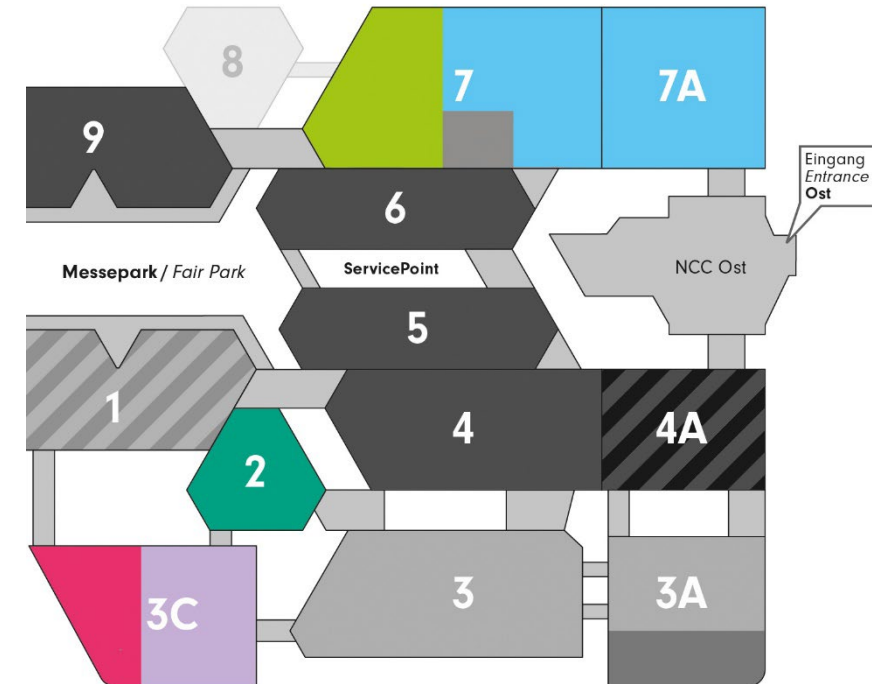 8
7
7A
9
Eingang
Entrance
Ost
6
Messepark / Fair Park
ServicePoint
NCC Ost
5
1
4
4A
2
3C
3
3A